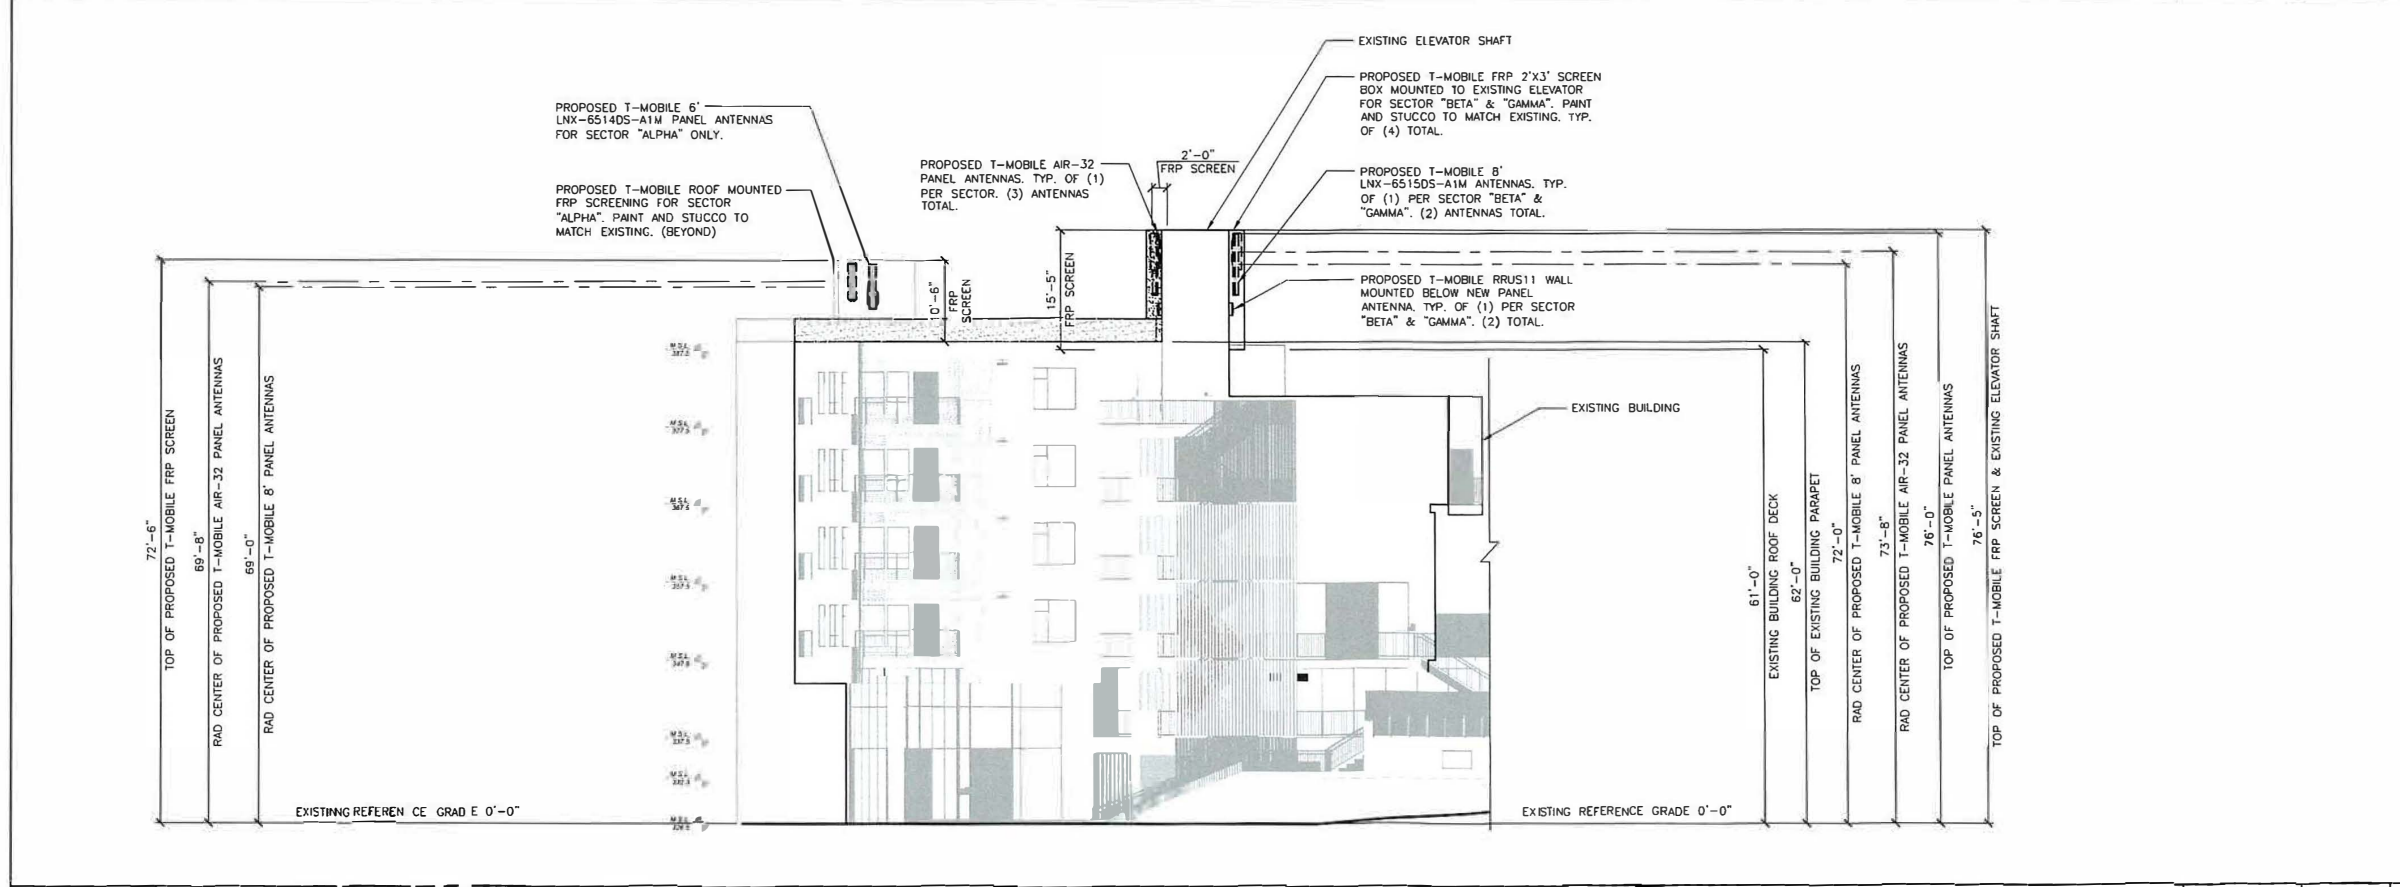 EXISTING ELEVATOR SHAFT
PROPOSED T-MOBILE FRP 2'X3' SCREEN
BOX MOUNTED TO EXISTING ELEVATOR
FOR SECTOR "BETA" & "GAMMA". PAINT
AND STUCCO TO MATCH EXISTING. TYP.
OF (4) TOTAL.
PROPOSED T-MOBILE 6'
LNX-6514DS-A1M PANEL ANTENNAS
FOR SECTOR "ALPHA" ONLY.
PROPOSED T-MOBILE AIR-32
PANEL ANTENNAS. TYP. OF (1)
PER SECTOR. (3) ANTENNAS
TOTAL.
2'-0"
FRP SCREEN
PROPOSED T-MOBILE 8'
LNX-6515DS-A1M ANTENNAS. TYP.
OF (1) PER SECTOR "BETA" &
"GAMMA". (2) ANTENNAS TOTAL.
PROPOSED T-MOBILE ROOF MOUNTED
FRP SCREENING FOR SECTOR
"ALPHA". PAINT AND STUCCO TO
MATCH EXISTING. (BEYOND)
10'-6"
FRP
SCREEN
15'-5"
FRP SCREEN
PROPOSED T-MOBILE RRUS11 WALL
MOUNTED BELOW NEW PANEL
ANTENNA. TYP. OF (1) PER SECTOR
"BETA" & "GAMMA". (2) TOTAL.
EXISTING BUILDING
72'-6"
TOP OF PROPOSED T-MOBILE FRP SCREEN
69'-8"
RAD CENTER OF PROPOSED T-MOBILE AIR-32 PANEL ANTENNAS
69'-0"
RAD CENTER OF PROPOSED T-MOBILE 8' PANEL ANTENNAS
61'-0"
EXISTING BUILDING ROOF DECK
62'-0"
TOP OF EXISTING BUILDING PARAPET
72'-0"
RAD CENTER OF PROPOSED T-MOBILE 8' PANEL ANTENNAS
73'-8"
RAD CENTER OF PROPOSED T-MOBILE AIR-32 PANEL ANTENNAS
76'-0"
TOP OF PROPOSED T-MOBILE PANEL ANTENNAS
76'-5"
TOP OF PROPOSED T-MOBILE FRP SCREEN & EXISTING ELEVATOR SHAFT
EXISTINNG REFEREN CE GRAD E 0'-0"
EXISTING REFERENCE GRADE 0'-0"